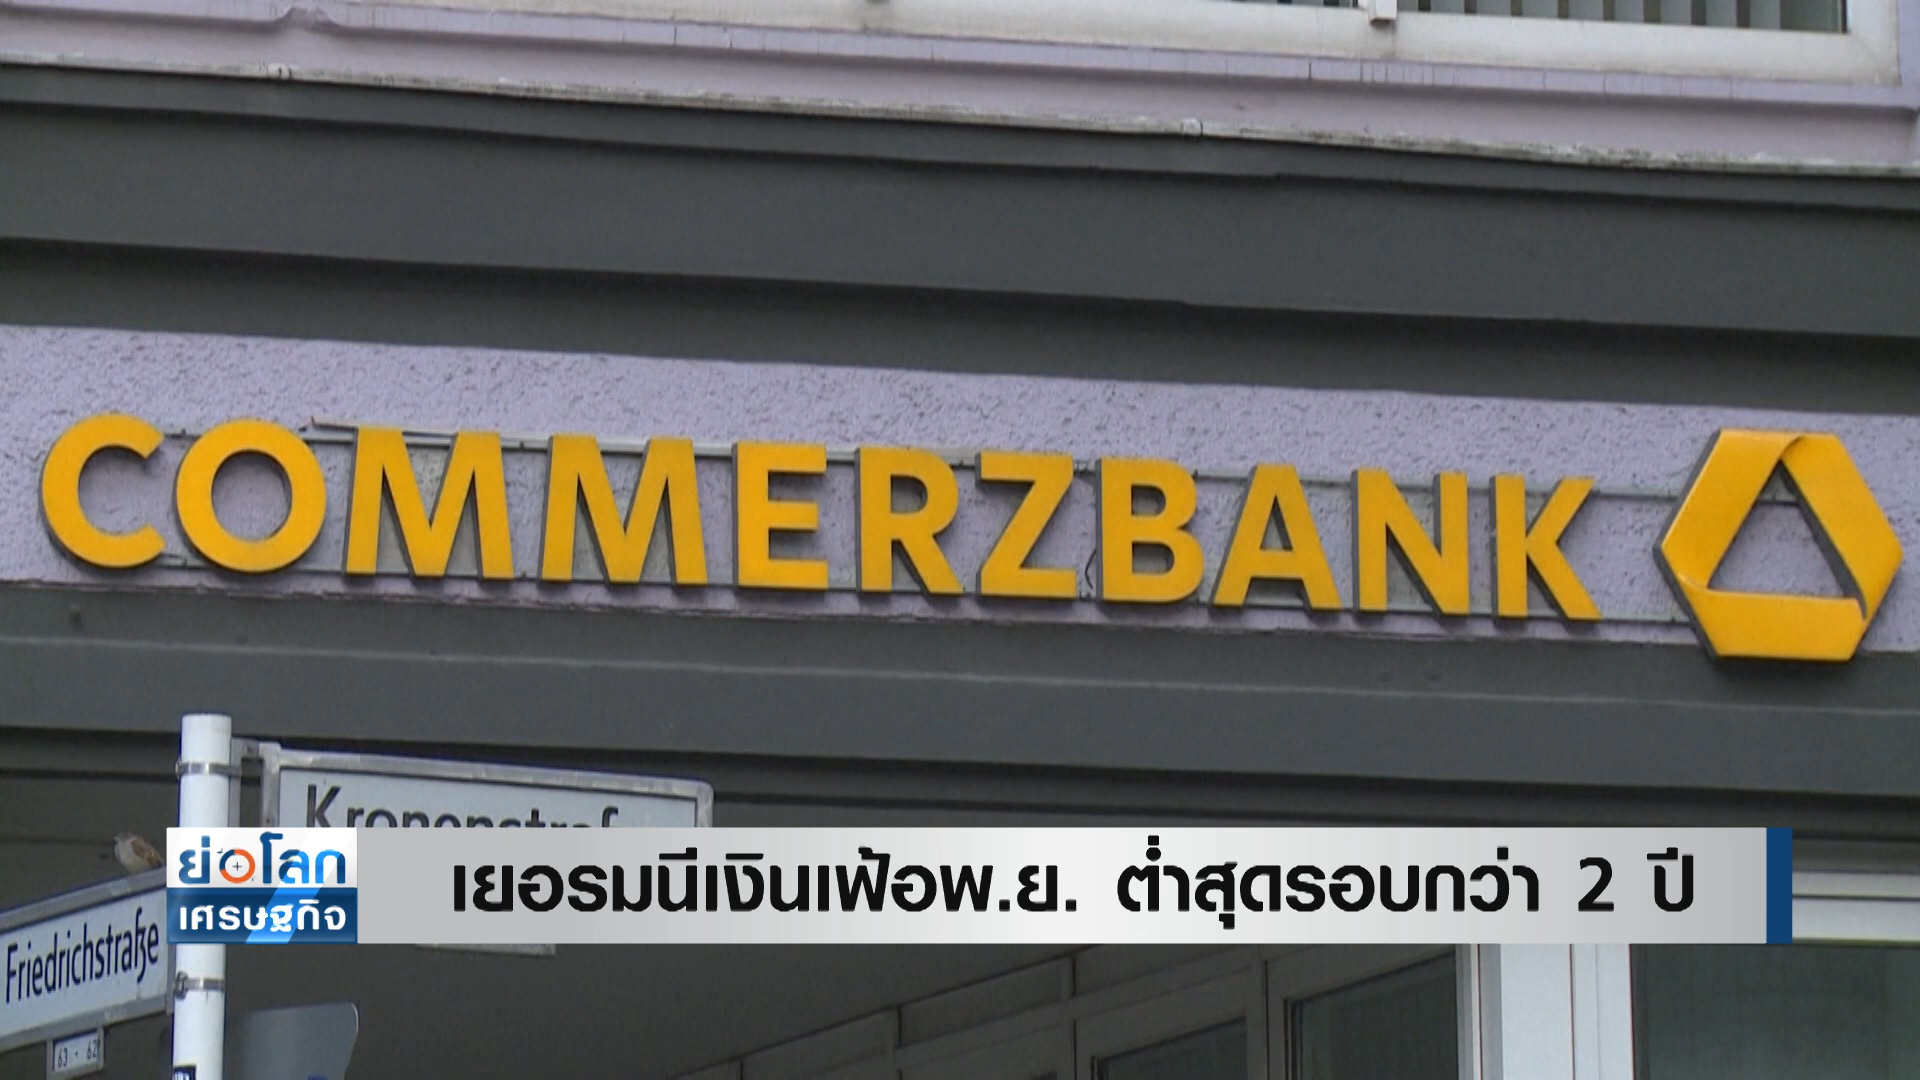 COMMERZBANK
Friedrichstraße
63 - 62
ย่อโลก
เศรษฐกิจ
เยอรมนีเงินเฟ้อพ.ย. ต่ำสุดรอบกว่า 2 ปี